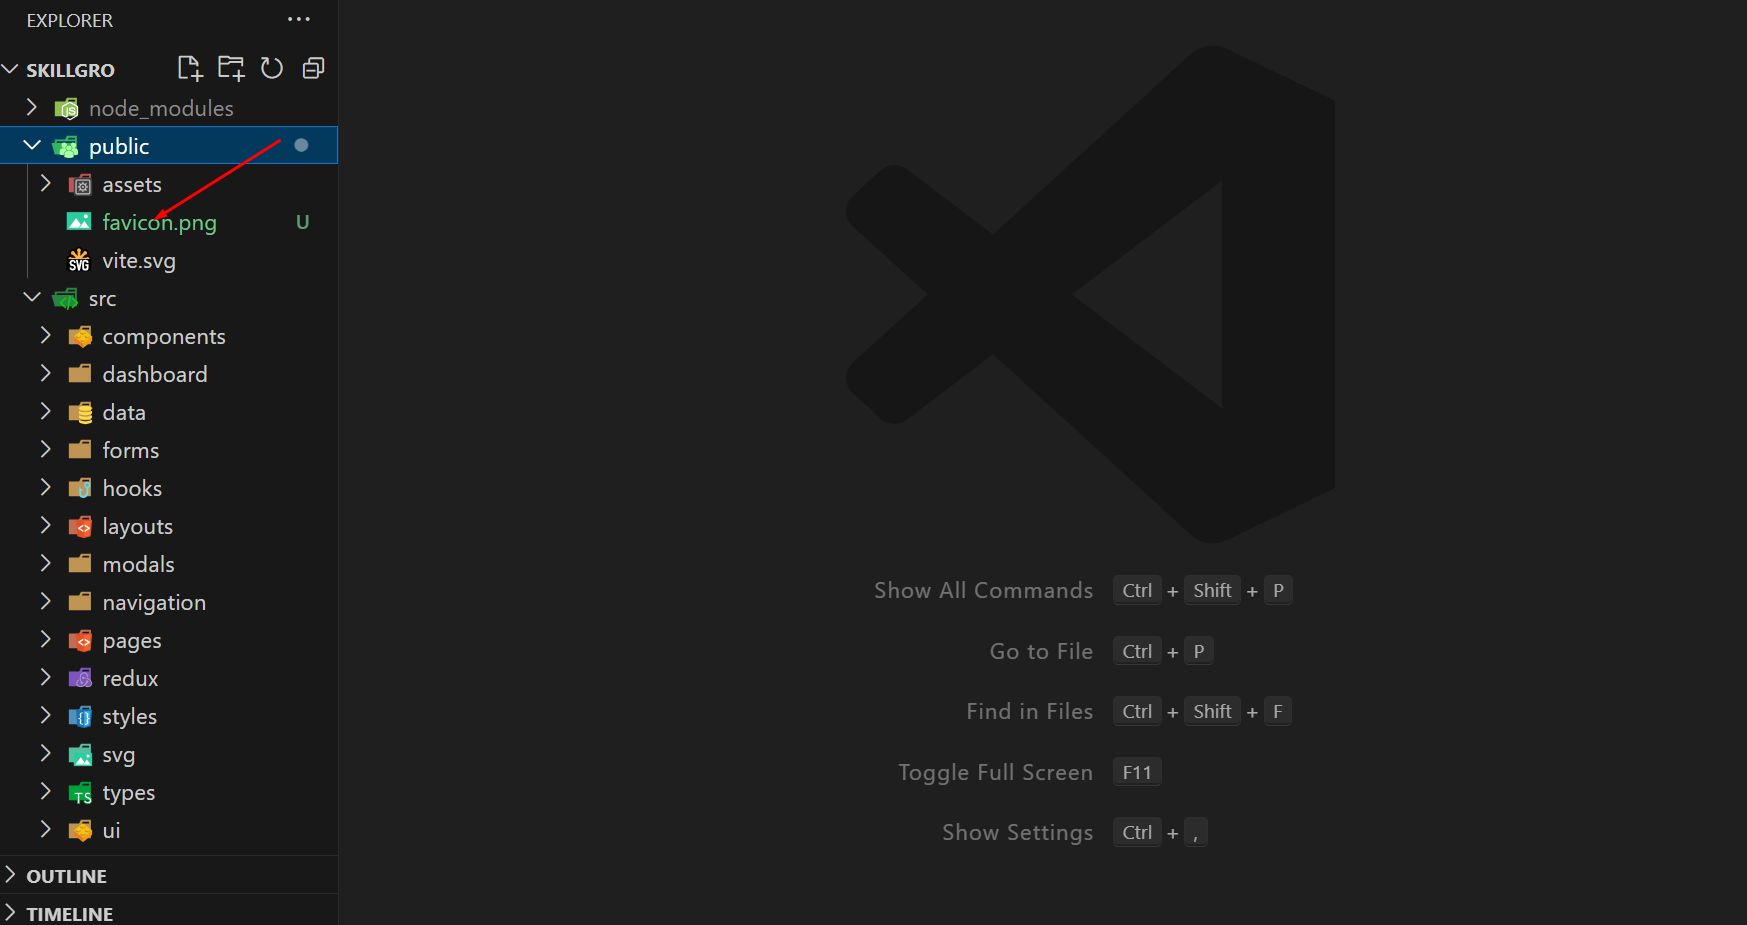 EXPLORER
SKILLGRO
node_modules
public
assets
favicon.png U
vite.svg
src
components
dashboard
data
forms
hooks
layouts
modals
navigation
pages
redux
styles
svg
types
ui
OUTLINE
TIMELINE
Show All Commands Ctrl + Shift + P
Go to File Ctrl + P
Find in Files Ctrl + Shift + F
Toggle Full Screen F11
Show Settings Ctrl + ,